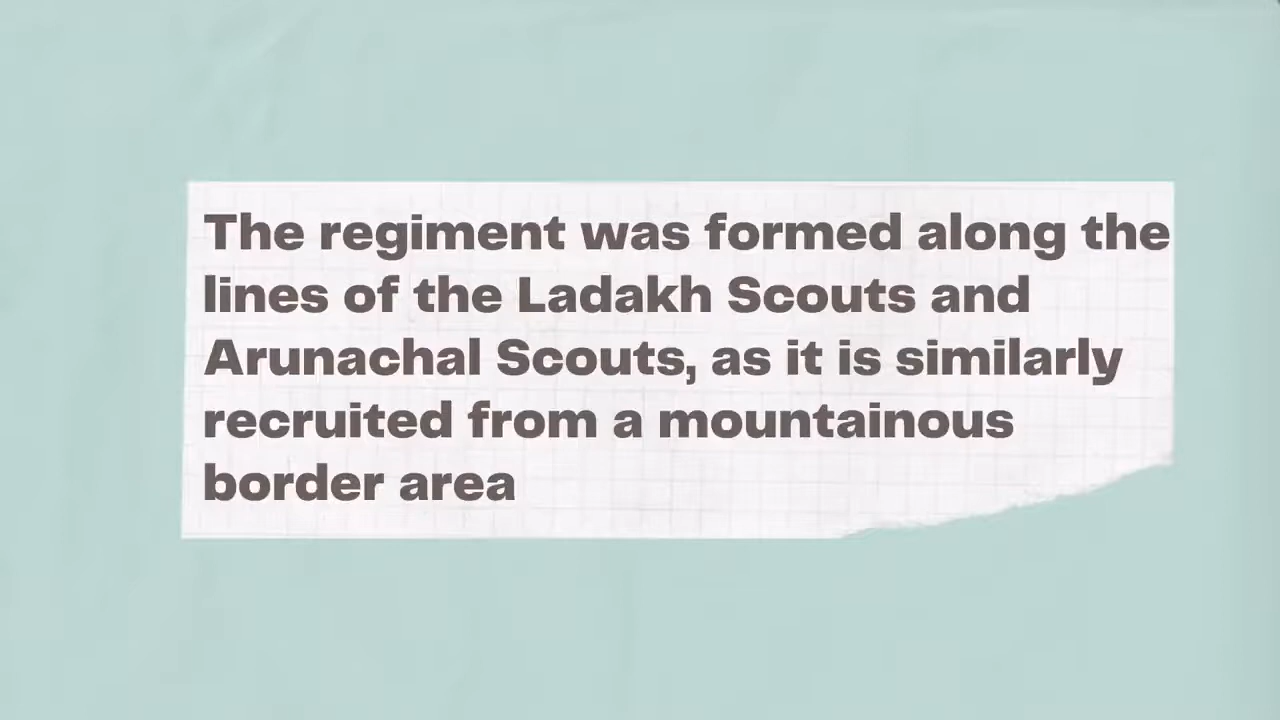 The regiment was formed along the
lines of the Ladakh Scouts and
Arunachal Scouts, as it is similarly
recruited from a mountainous
border area